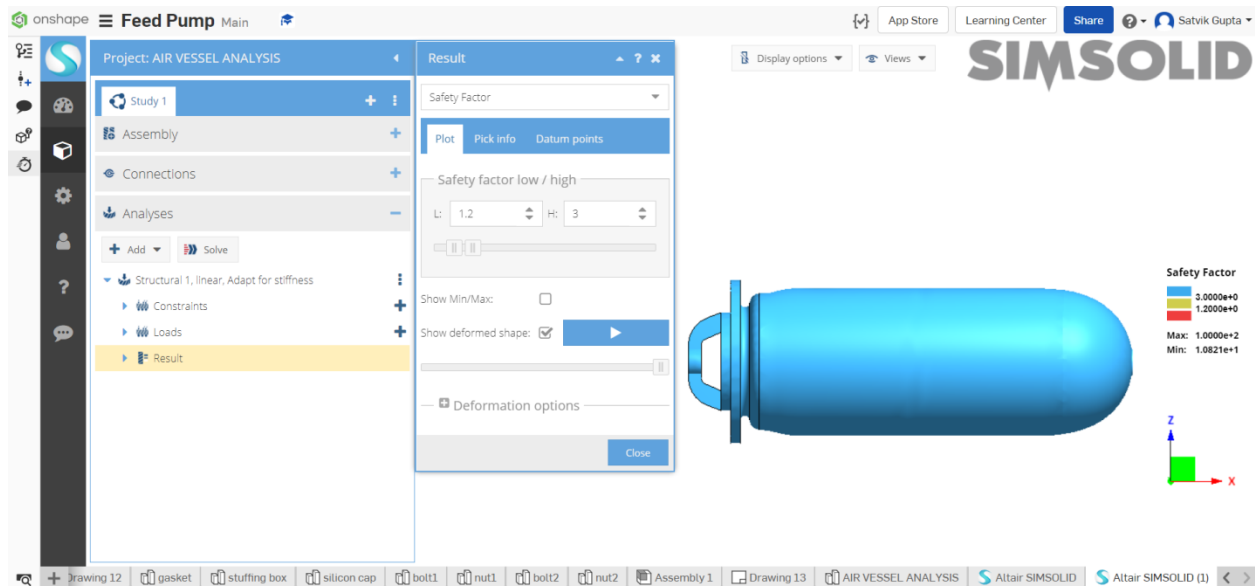 onshape Feed Pump Main
App Store Learning Center Share ? Satvik Gupta
Project: AIR VESSEL ANALYSIS
Study 1
Assembly
Connections
Analyses
Add Solve
Structural 1, linear, Adapt for stiffness
Constraints
Loads
Result
Result ?
Safety Factor
Plot Pick info Datum points
Safety factor low / high
L: 1.2 H: 3
Show Min/Max:
Show deformed shape:
Deformation options
Close
Display options Views
SIMSOLID
Safety Factor
3.0000e+0
1.2000e+0
Max: 1.0000e+2
Min: 1.0821e+1
Z
X
Drawing 12 gasket stuffing box silicon cap bolt1 nut1 bolt2 nut2 Assembly 1 Drawing 13 AIR VESSEL ANALYSIS Altair SIMSOLID Altair SIMSOLID (1)